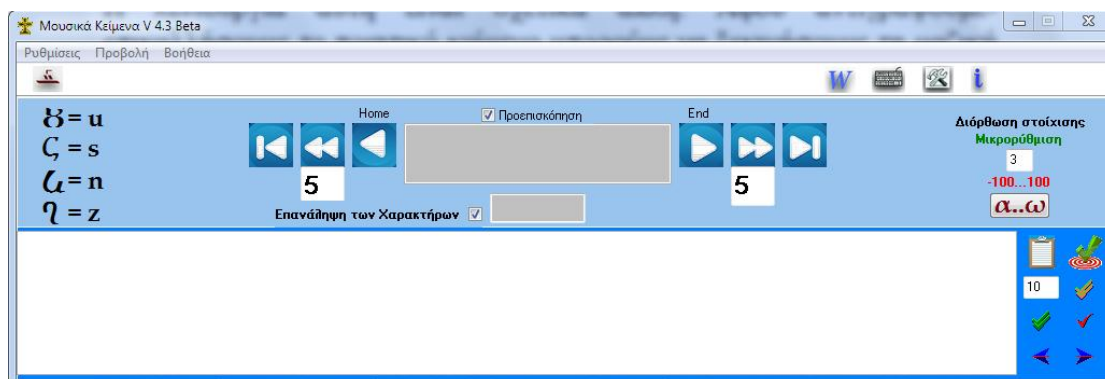 Μουσικά Κείμενα V 4.3 Beta
Ρυθμίσεις Προβολή Βοήθεια
W i
Ȣ = u
Ϛ = s
= n
= z
Home
Προεπισκόπηση
End
5
5
Επανάληψη των Χαρακτήρων
Διόρθωση στοίχισης
Μικρορύθμιση
3
-100...100
α..ω
10